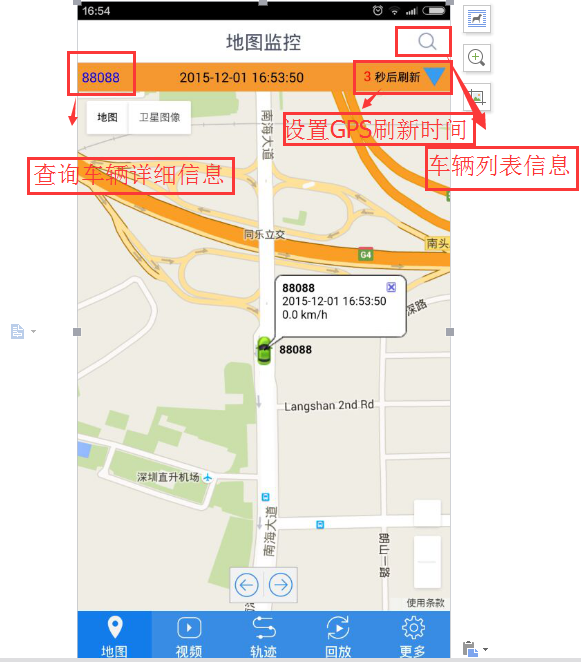 16:54
地图监控
88088
2015-12-01 16:53:50
3 秒后刷新
地图
卫星图像
南海大道
设置GPS刷新时间
车辆列表信息
查询车辆详细信息
同乐立交
南头
G4
88088
2015-12-01 16:53:50
0.0 km/h
深路
88088
Langshan 2nd Rd
深圳直升机场
南海大道
朗山一路
使用条款
地图
视频
轨迹
回放
更多